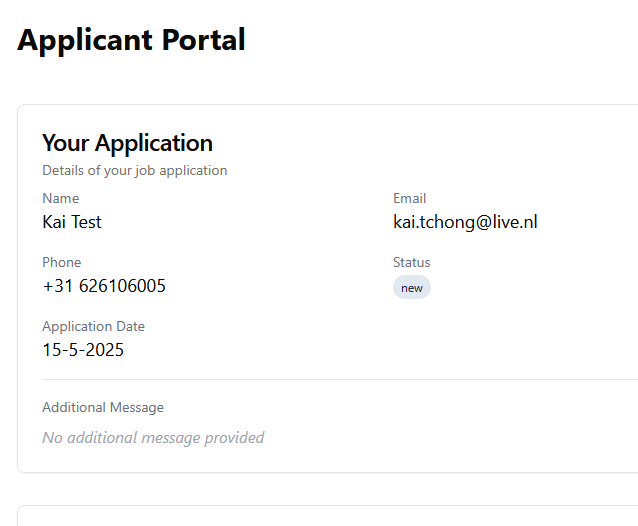 Applicant Portal
Your Application
Details of your job application
Name
Kai Test
Email
kai.tchong@live.nl
Phone
+31 626106005
Status
new
Application Date
15-5-2025
Additional Message
No additional message provided